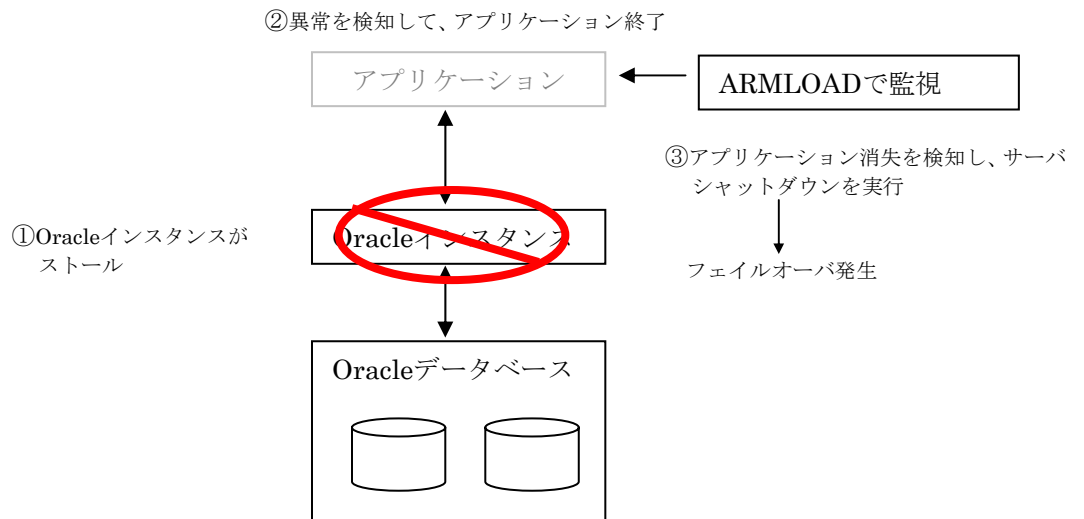 ②異常を検知して、アプリケーション終了
アプリケーション
ARMLOADで監視
③アプリケーション消失を検知し、サーバ
シャットダウンを実行
①Oracleインスタンスが
ストール
Oracleインスタンス
フェイルオーバ発生
Oracleデータベース